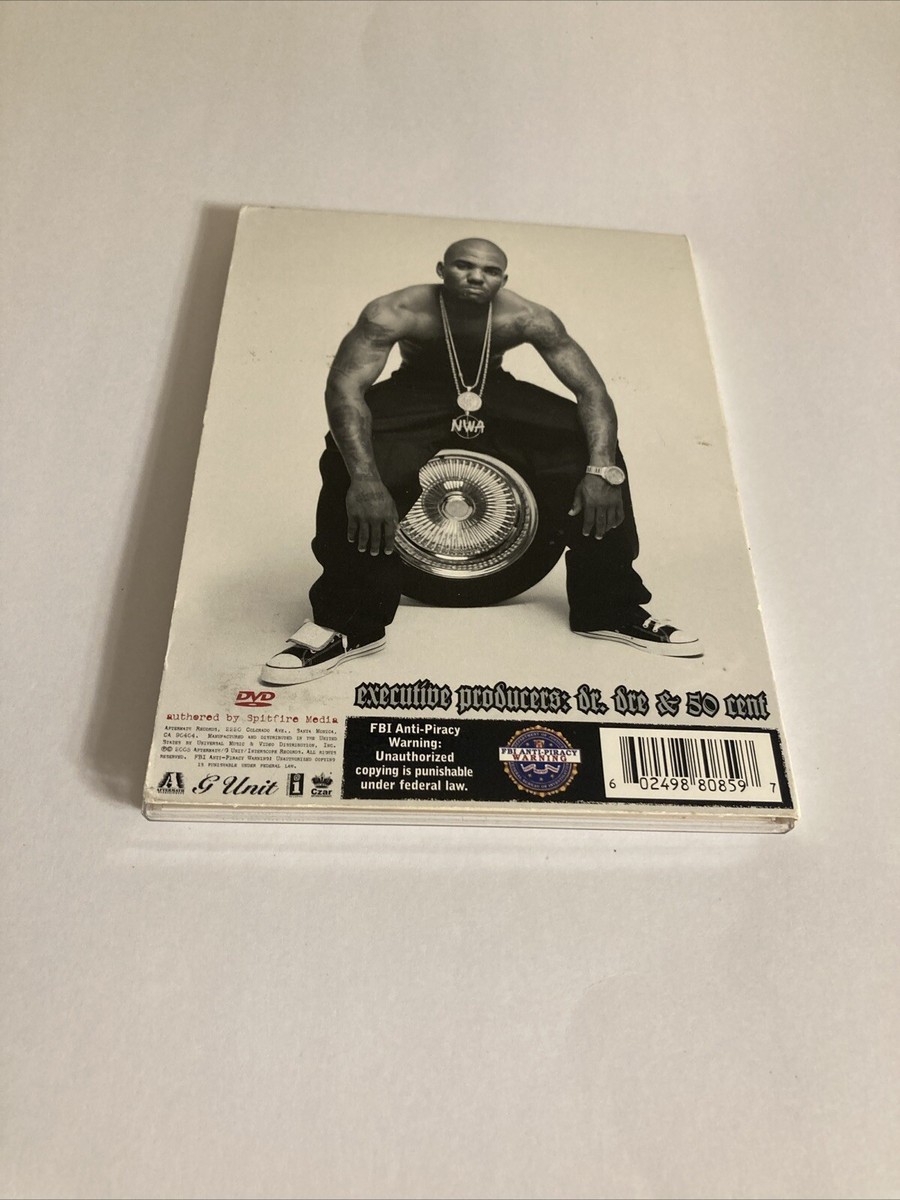 NWA
DVD
executive producers: dr. dre & 50 cent
authored by Spitfire Media
Aftermath Records, 2220 Colorado Ave., Santa Monica,
CA 90404. Manufactured and distributed in the United
States by Universal Music & Video Distribution, Inc.
℗© 2005 Aftermath/G Unit/Interscope Records. All rights
reserved. FBI Anti-Piracy Warning: Unauthorized copying
is punishable under federal law.
AFTERMATH
G Unit
i
Czar
FBI Anti-Piracy
Warning:
Unauthorized
copying is punishable
under federal law.
FBI ANTI-PIRACY
WARNING
6 02498 80859 7